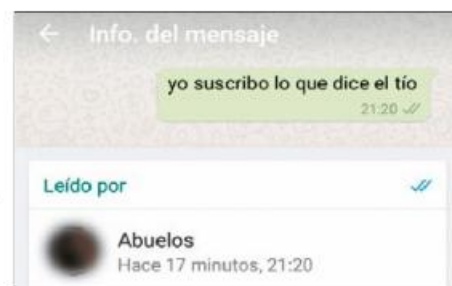 Info. del mensaje
yo suscribo lo que dice el tío
21:20
Leído por
Abuelos
Hace 17 minutos, 21:20